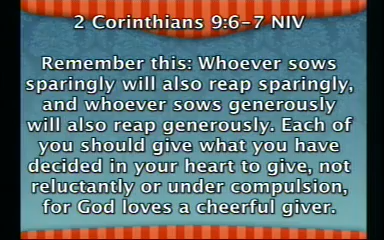 2 Corinthians 9:6-7 NIV
Remember this: Whoever sows
sparingly will also reap sparingly,
and whoever sows generously
will also reap generously. Each of
you should give what you have
decided in your heart to give, not
reluctantly or under compulsion,
for God loves a cheerful giver.